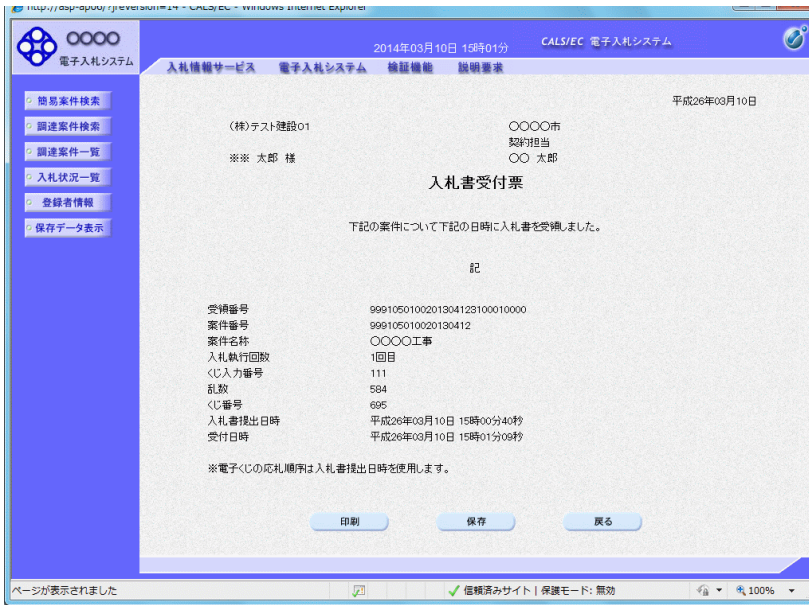 http://asp-ap00/?jreversion=14 - CALS/EC - Windows Internet Explorer
〇〇〇〇
電子入札システム
2014年03月10日 15時01分
CALS/EC 電子入札システム
入札情報サービス 電子入札システム 検証機能 説明要求
簡易案件検索
調達案件検索
調達案件一覧
入札状況一覧
登録者情報
保存データ表示
平成26年03月10日
(株)テスト建設01
〇〇〇〇市
契約担当
※※ 太郎 様
〇〇 太郎
入札書受付票
下記の案件について下記の日時に入札書を受領しました。
記
受領番号 9991050100201304123100010000
案件番号 999105010020130412
案件名称 〇〇〇〇工事
入札執行回数 1回目
くじ入力番号 111
乱数 584
くじ番号 695
入札書提出日時 平成26年03月10日 15時00分40秒
受付日時 平成26年03月10日 15時01分09秒
※電子くじの応札順序は入札書提出日時を使用します。
印刷 保存 戻る
ページが表示されました
信頼済みサイト | 保護モード: 無効
100%